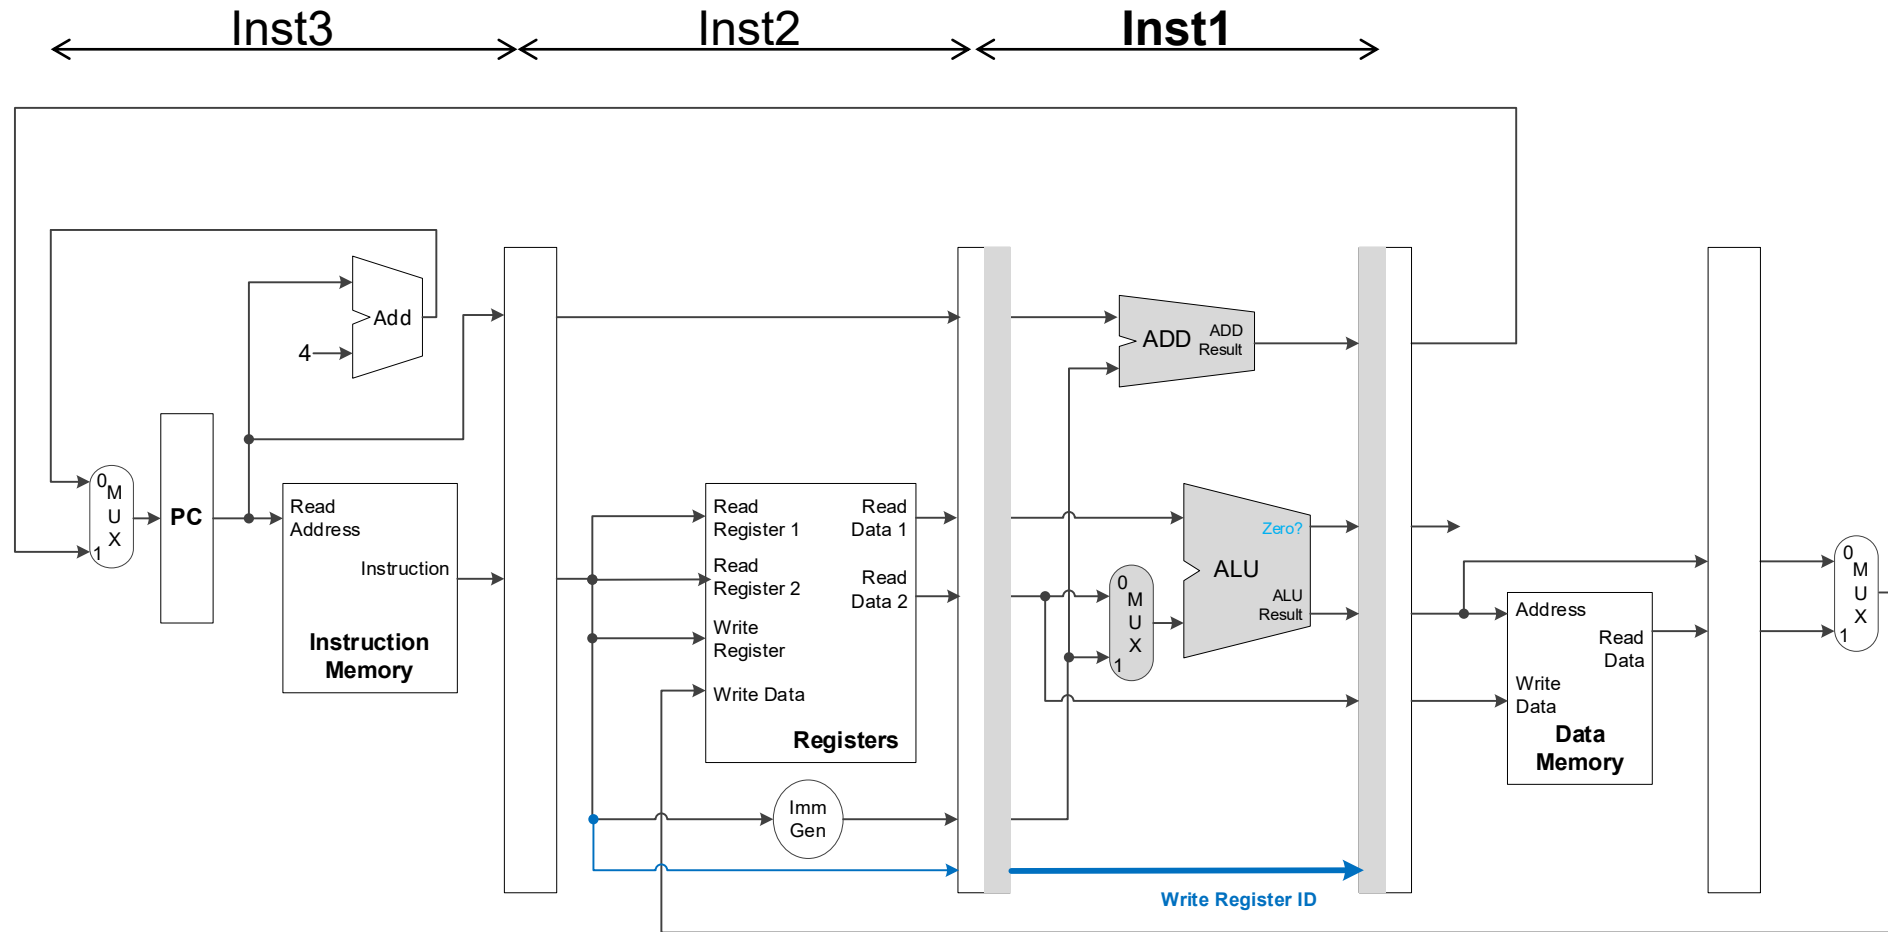 Inst3
Inst2
Inst1
Add
4
0
M
U
X
1
PC
Read
Address
Instruction
Instruction
Memory
Read
Register 1
Read
Register 2
Write
Register
Write Data
Read
Data 1
Read
Data 2
Registers
Imm
Gen
ADD
ADD
Result
0
M
U
X
1
Zero?
ALU
ALU
Result
Write Register ID
Address
Read
Data
Write
Data
Data
Memory
0
M
U
X
1